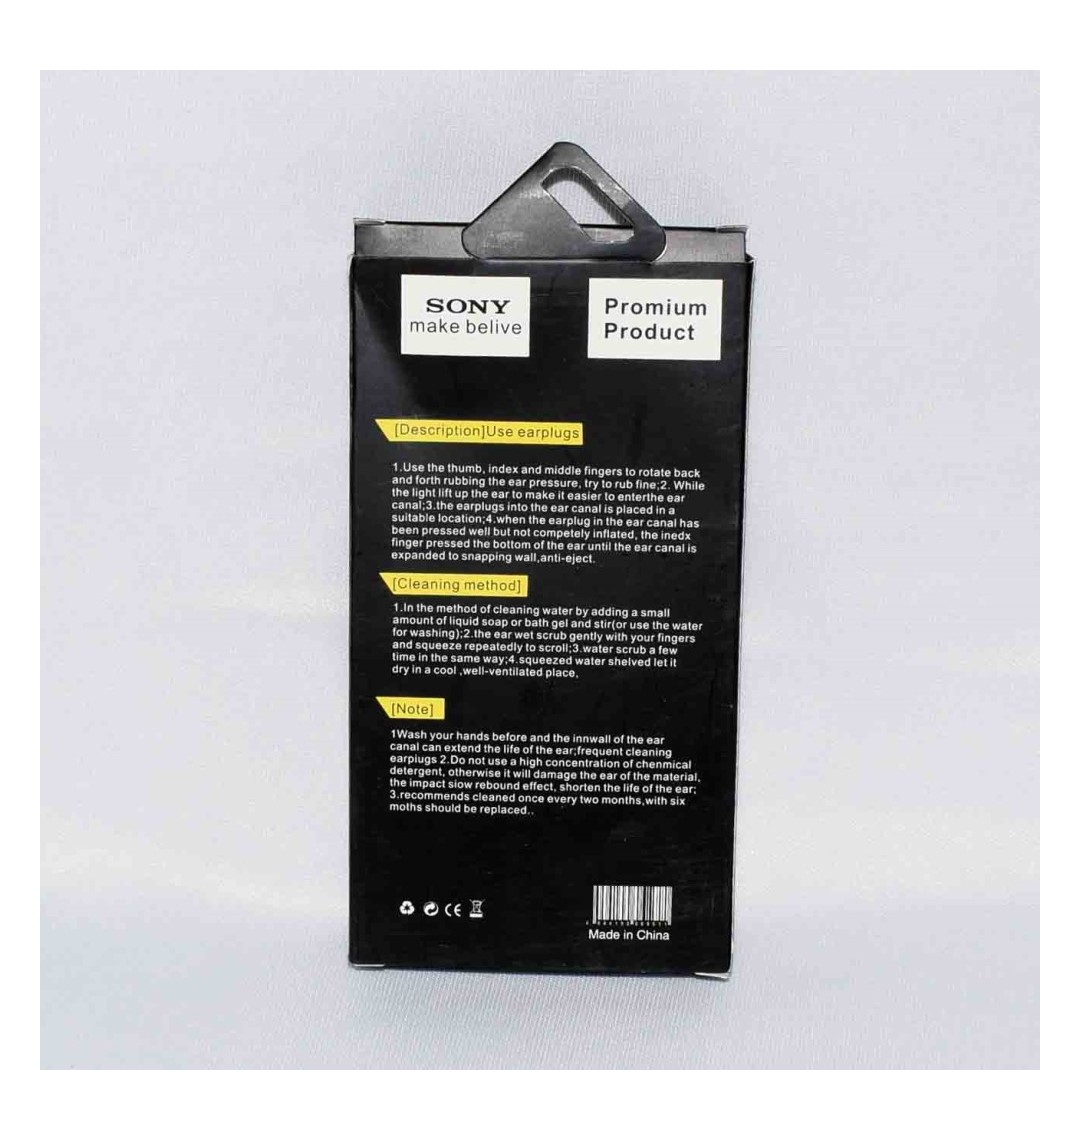 SONY
make belive
Promium
Product
[Description]Use earplugs
1.Use the thumb, index and middle fingers to rotate back
and forth rubbing the ear pressure, try to rub fine;2. While
the light lift up the ear to make it easier to enterthe ear
canal;3.the earplugs into the ear canal is placed in a
suitable location;4.when the earplug in the ear canal has
been pressed well but not competely inflated, the inedx
finger pressed the bottom of the ear until the ear canal is
expanded to snapping wall,anti-eject.
[Cleaning method]
1.In the method of cleaning water by adding a small
amount of liquid soap or bath gel and stir(or use the water
for washing);2.the ear wet scrub gently with your fingers
and squeeze repeatedly to scroll;3.water scrub a few
time in the same way;4.squeezed water shelved let it
dry in a cool ,well-ventilated place,
[Note]
1Wash your hands before and the innwall of the ear
canal can extend the life of the ear;frequent cleaning
earpiugs 2.Do not use a high concentration of chenmical
detergent, otherwise it will damage the ear of the material,
the impact siow rebound effect, shorten the life of the ear;
3.recommends cleaned once every two months,with six
moths should be replaced..
CE
Made in China